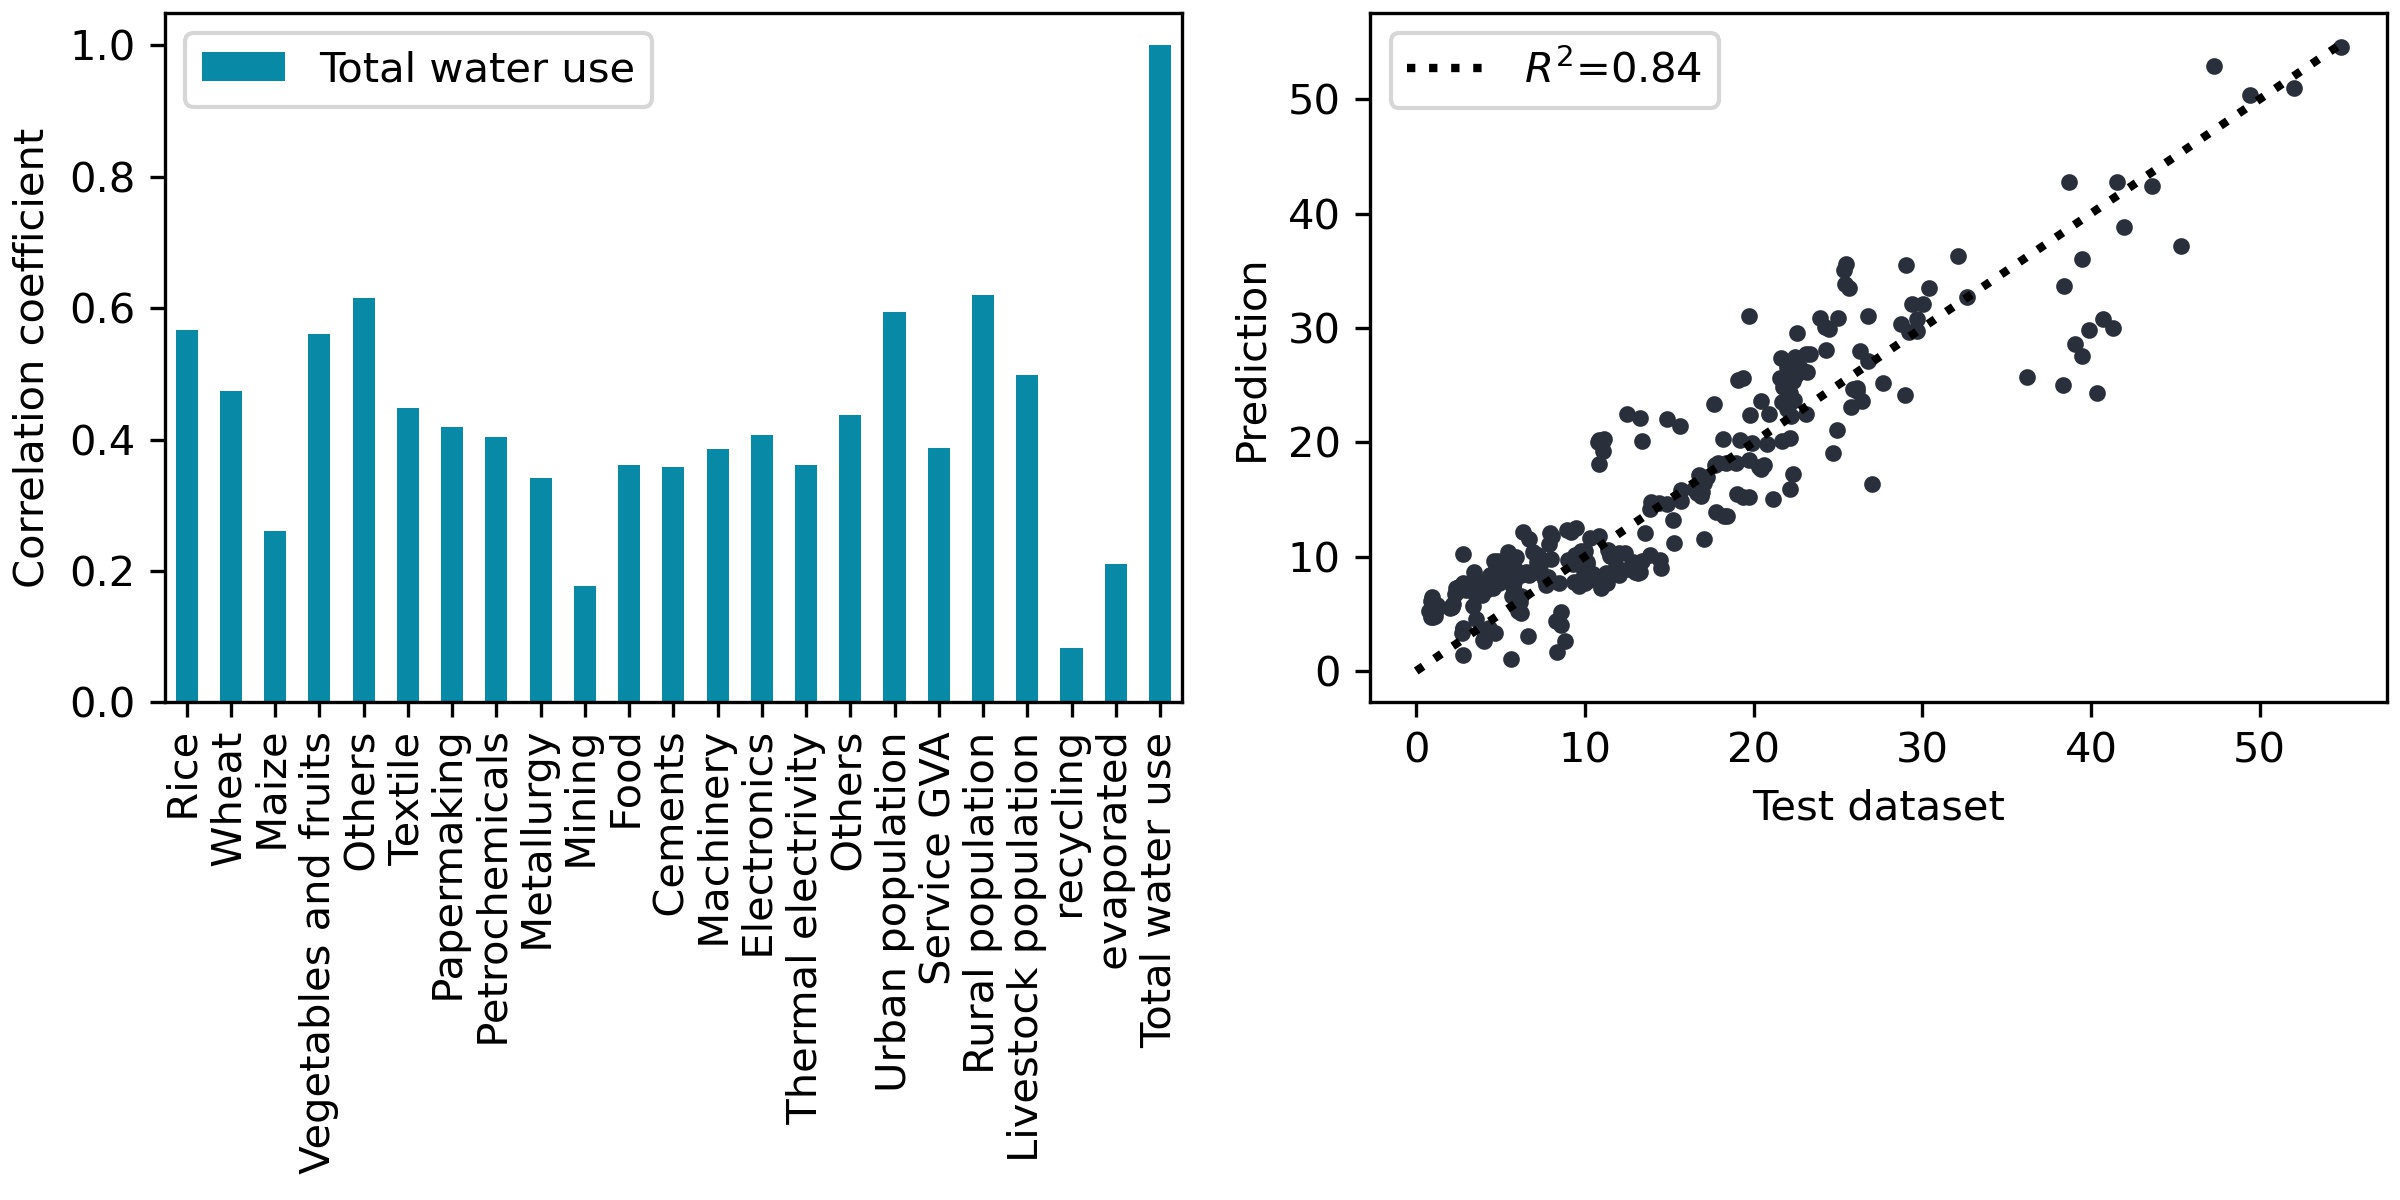 Total water use
Correlation coefficient
1.0
0.8
0.6
0.4
0.2
0.0
Rice
Wheat
Maize
Vegetables and fruits
Others
Textile
Papermaking
Petrochemicals
Metallurgy
Mining
Food
Cements
Machinery
Electronics
Thermal electrivity
Others
Urban population
Service GVA
Rural population
Livestock population
recycling
evaporated
Total water use
R²=0.84
Prediction
50
40
30
20
10
0
0 10 20 30 40 50
Test dataset